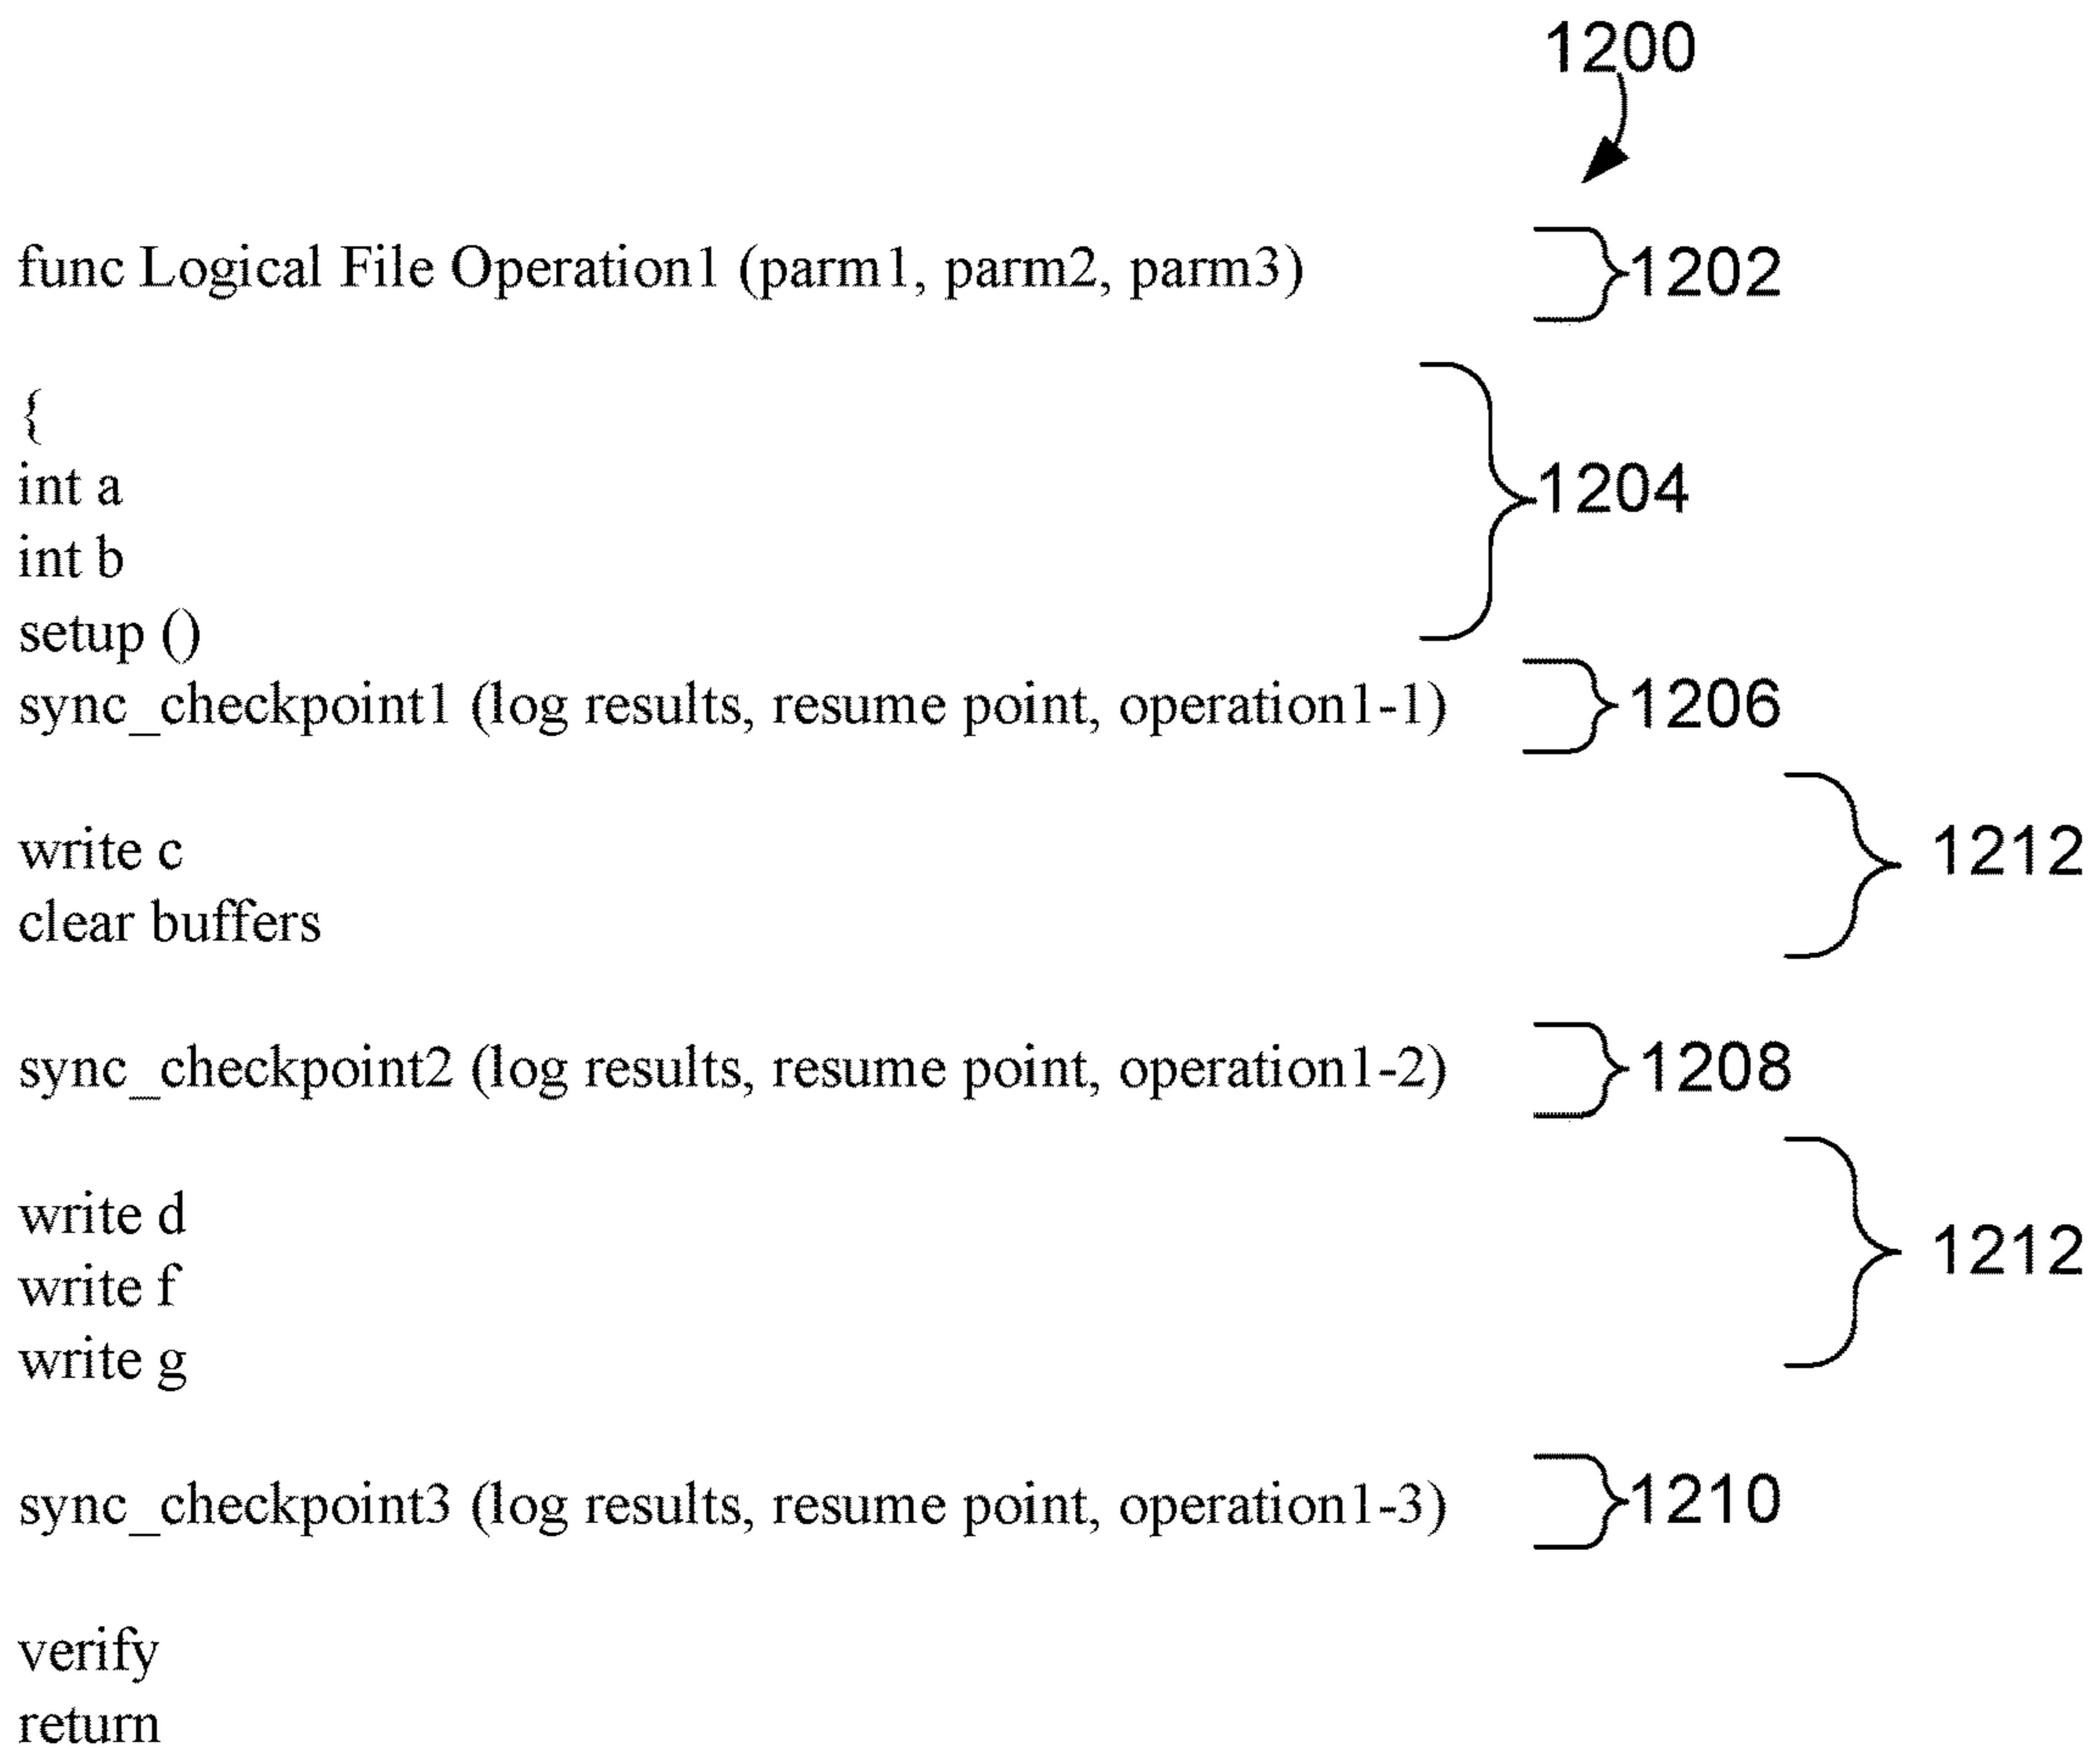 1200
func Logical File Operation1 (parm1, parm2, parm3) 1202
{
int a
1204
int b
setup ()
sync_checkpoint1 (log results, resume point, operation1-1) 1206
write c 1212
clear buffers
sync_checkpoint2 (log results, resume point, operation1-2) 1208
write d
write f 1212
write g
sync_checkpoint3 (log results, resume point, operation1-3) 1210
verify
return